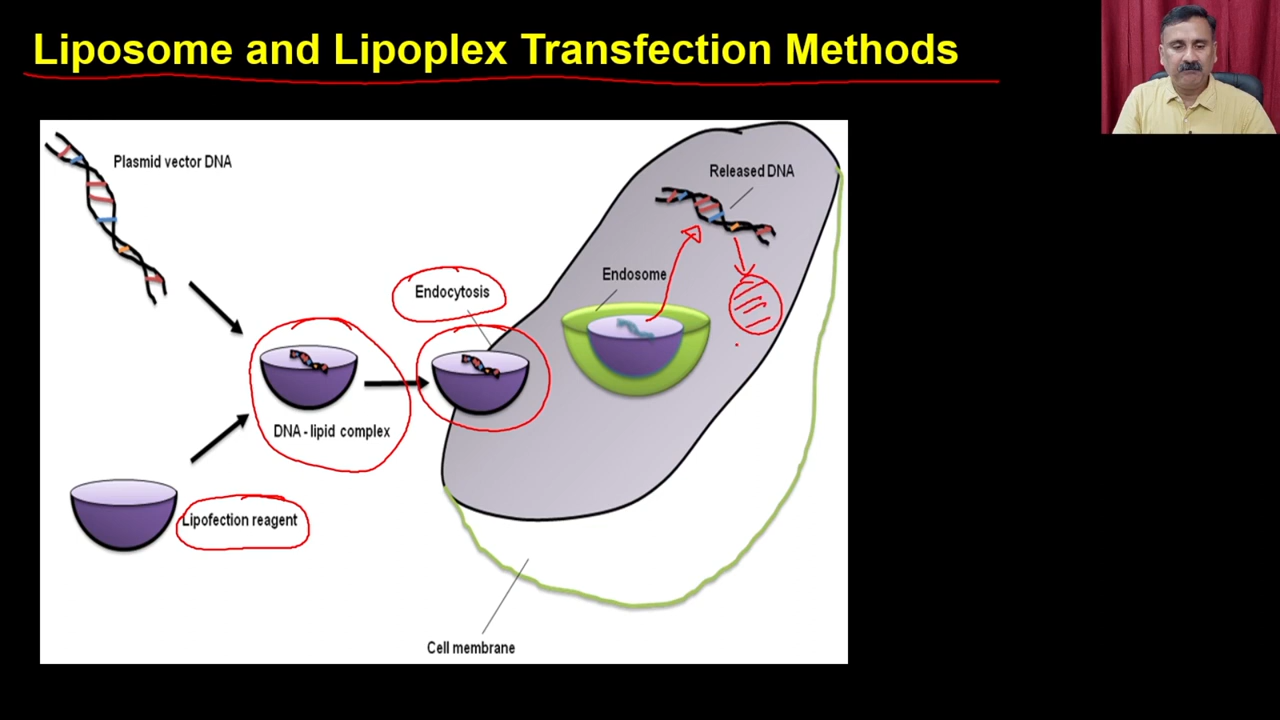 Liposome and Lipoplex Transfection Methods
Plasmid vector DNA
Released DNA
Endosome
Endocytosis
DNA - lipid complex
Lipofection reagent
Cell membrane